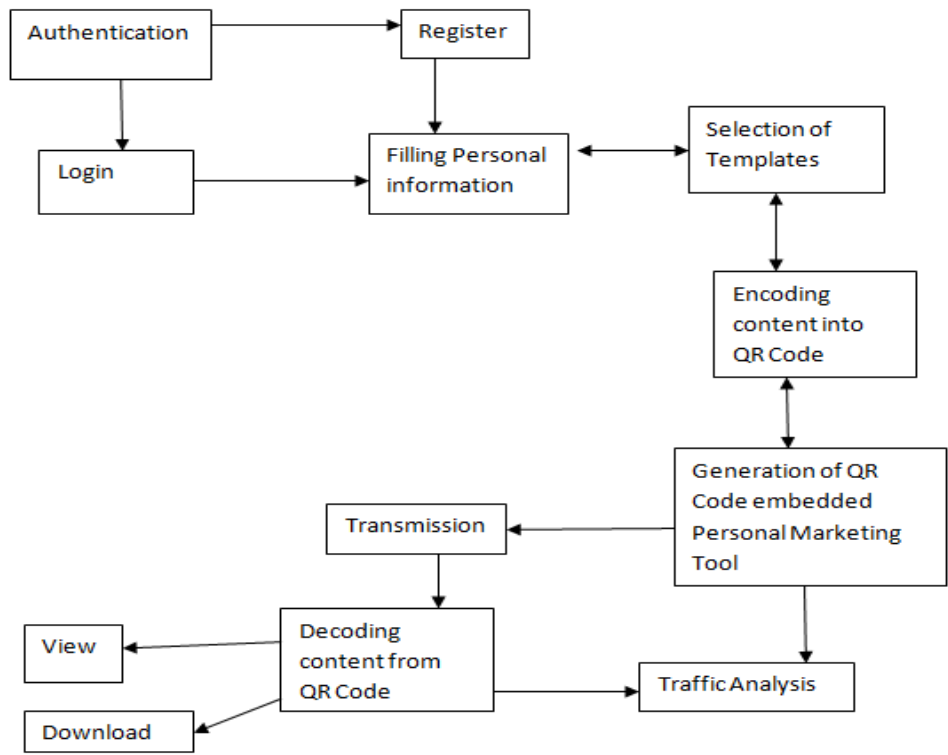 Authentication
Register
Login
Filling Personal
information
Selection of
Templates
Encoding
content into
QR Code
Generation of QR
Code embedded
Personal Marketing
Tool
Transmission
Decoding
content from
QR Code
View
Download
Traffic Analysis